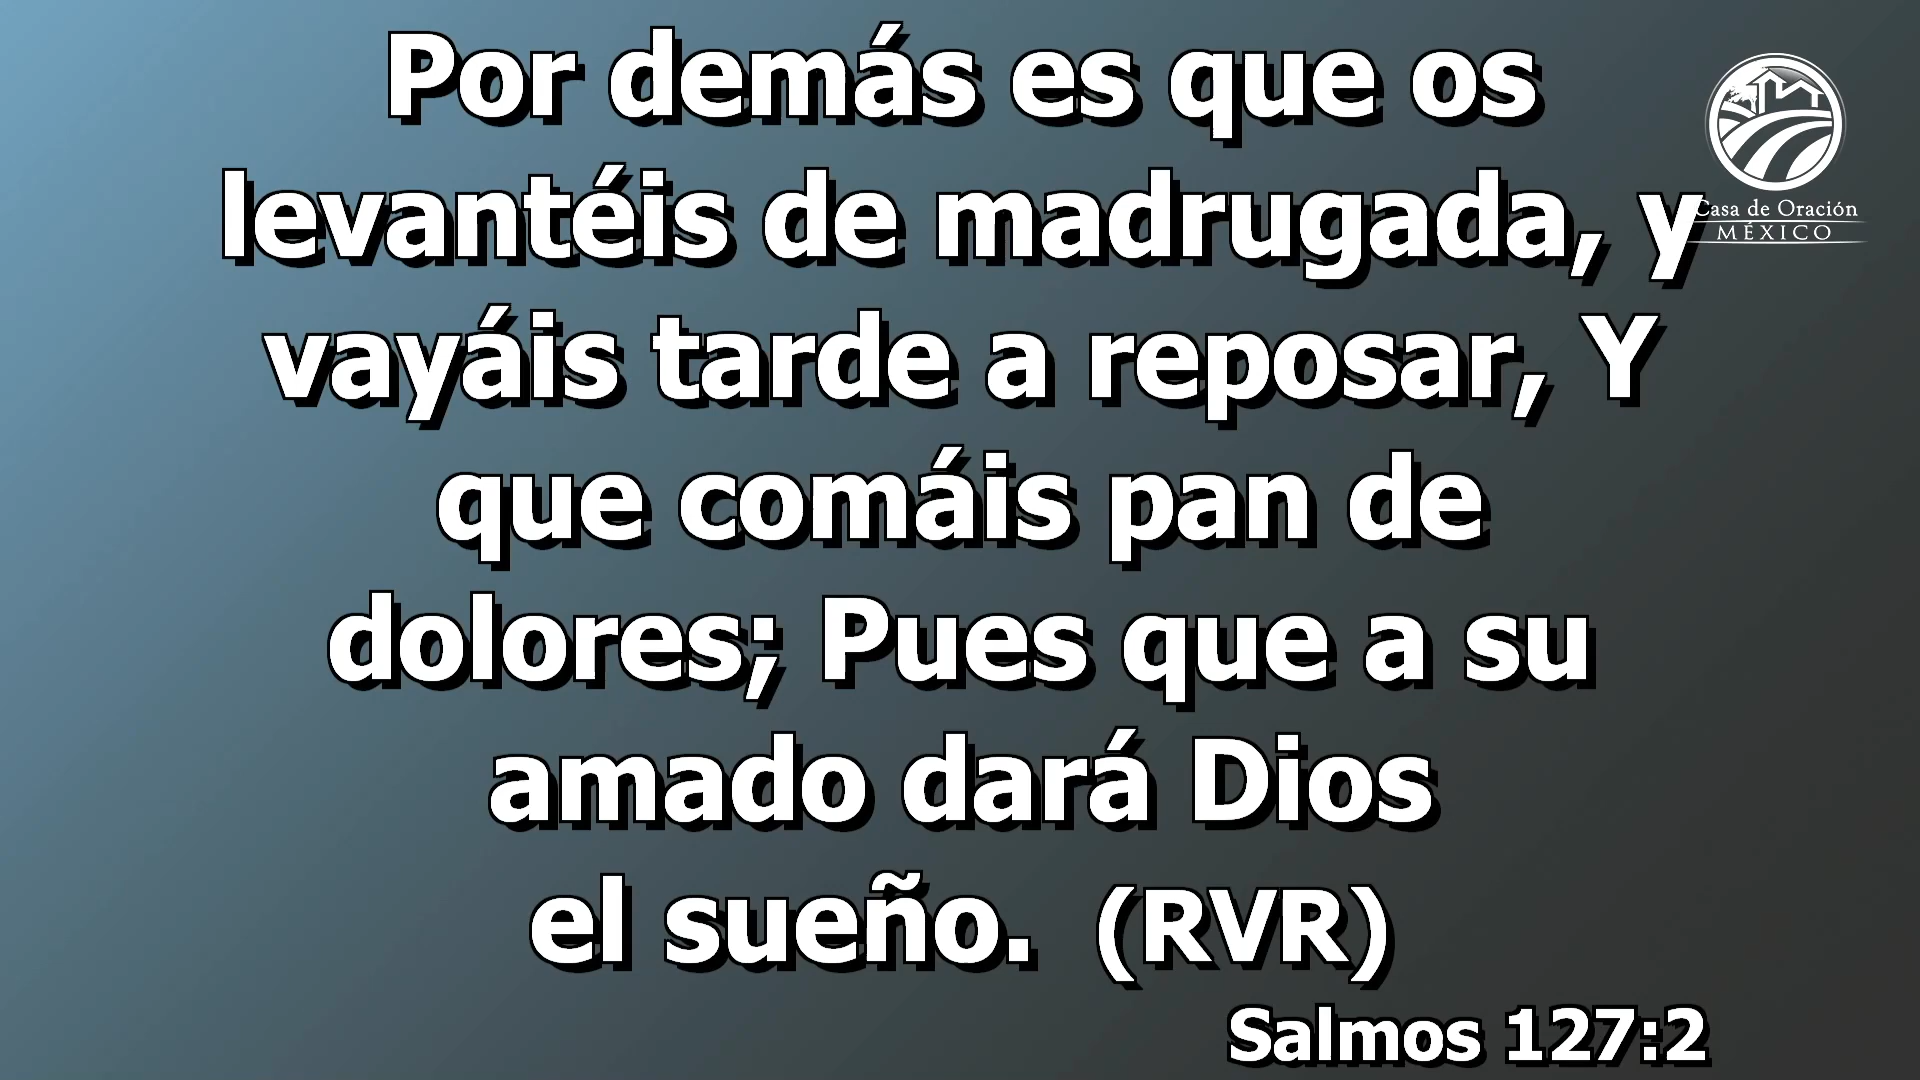 Por demás es que os
levantéis de madrugada, y
vayáis tarde a reposar, Y
que comáis pan de
dolores; Pues que a su
amado dará Dios
el sueño. (RVR)
Salmos 127:2
Casa de Oración
MÉXICO